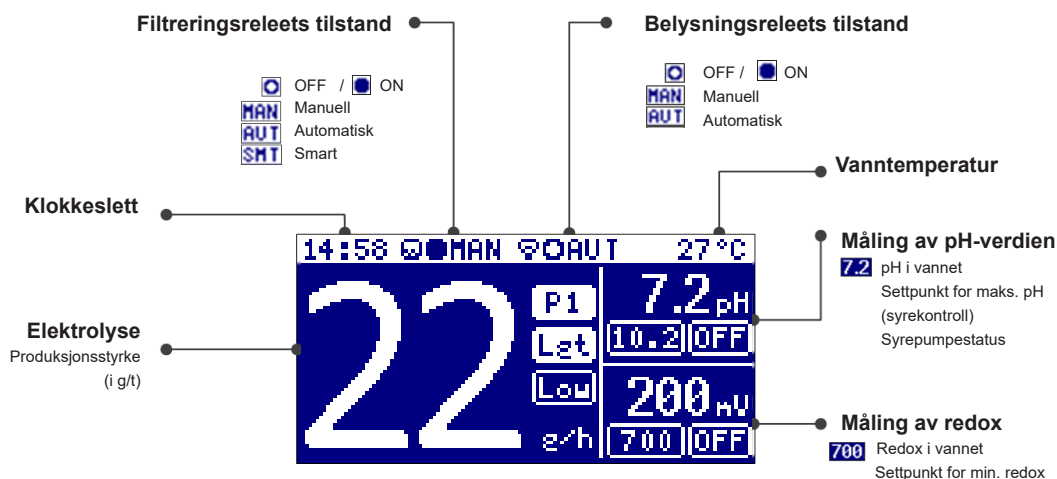 Filtreringsreleets tilstand
OFF / ON
MAN Manuell
AUT Automatisk
SMT Smart
Belysningsreleets tilstand
OFF / ON
MAN Manuell
AUT Automatisk
Klokkeslett
Vanntemperatur
14:58 MAN AUT 27°C
22
P1
Lgt
Low
g/h
7.2 pH
10.2 OFF
200 mV
700 OFF
Elektrolyse
Produksjonsstyrke
(i g/t)
Måling av pH-verdien
7.2 pH i vannet
Settpunkt for maks. pH
(syrekontroll)
Syrepumpestatus
Måling av redox
700 Redox i vannet
Settpunkt for min. redox